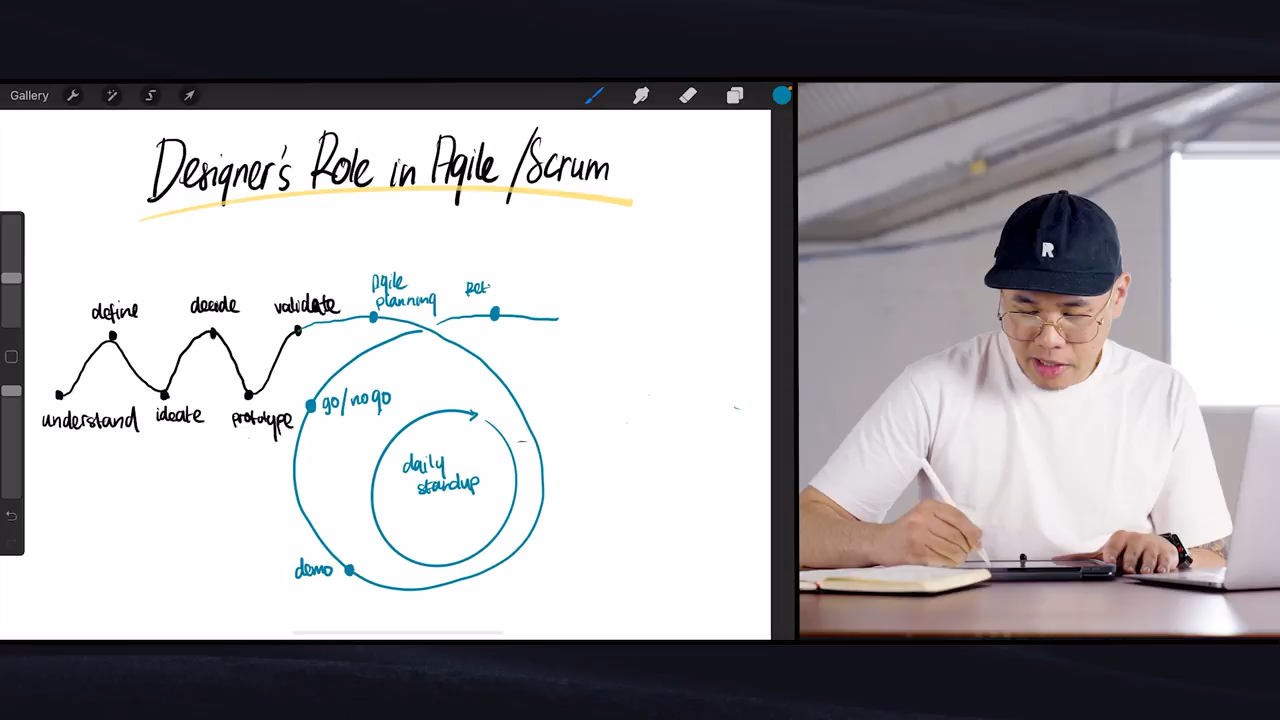 Gallery
Designer's Role in Agile/Scrum
define
decide
validate
Agile
planning
Ret
understand
ideate
prototype
go/no go
daily
standup
demo
R